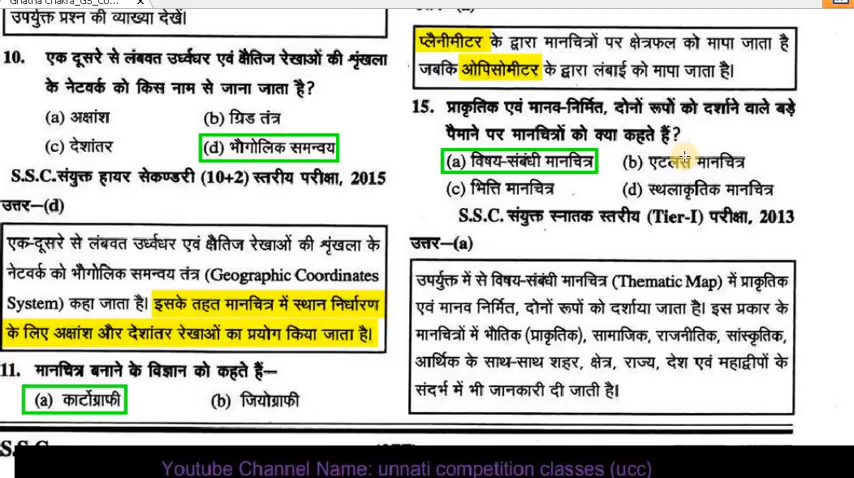 Ghatna Chakra_GS_Co... x
उपर्युक्त प्रश्न की व्याख्या देखें।
10. एक दूसरे से लंबवत उर्ध्वधर एवं क्षैतिज रेखाओं की शृंखला
के नेटवर्क को किस नाम से जाना जाता है?
(a) अक्षांश (b) ग्रिड तंत्र
(c) देशांतर (d) भौगोलिक समन्वय
S.S.C.संयुक्त हायर सेकण्डरी (10+2) स्तरीय परीक्षा, 2015
उत्तर—(d)
एक-दूसरे से लंबवत उर्ध्वधर एवं क्षैतिज रेखाओं की शृंखला के
नेटवर्क को भौगोलिक समन्वय तंत्र (Geographic Coordinates
System) कहा जाता है। इसके तहत मानचित्र में स्थान निर्धारण
के लिए अक्षांश और देशांतर रेखाओं का प्रयोग किया जाता है।
11. मानचित्र बनाने के विज्ञान को कहते हैं—
(a) कार्टोग्राफी (b) जियोग्राफी
प्लैनीमीटर के द्वारा मानचित्रों पर क्षेत्रफल को मापा जाता है
जबकि ओपिसोमीटर के द्वारा लंबाई को मापा जाता है।
15. प्राकृतिक एवं मानव-निर्मित, दोनों रूपों को दर्शाने वाले बड़े
पैमाने पर मानचित्रों को क्या कहते हैं?
(a) विषय-संबंधी मानचित्र (b) एटलस मानचित्र
(c) भित्ति मानचित्र (d) स्थलाकृतिक मानचित्र
S.S.C. संयुक्त स्नातक स्तरीय (Tier-I) परीक्षा, 2013
उत्तर—(a)
उपर्युक्त में से विषय-संबंधी मानचित्र (Thematic Map) में प्राकृतिक
एवं मानव निर्मित, दोनों रूपों को दर्शाया जाता है। इस प्रकार के
मानचित्रों में भौतिक (प्राकृतिक), सामाजिक, राजनीतिक, सांस्कृतिक,
आर्थिक के साथ-साथ शहर, क्षेत्र, राज्य, देश एवं महाद्वीपों के
संदर्भ में भी जानकारी दी जाती है।
S.S.C.
Youtube Channel Name: unnati competition classes (ucc)